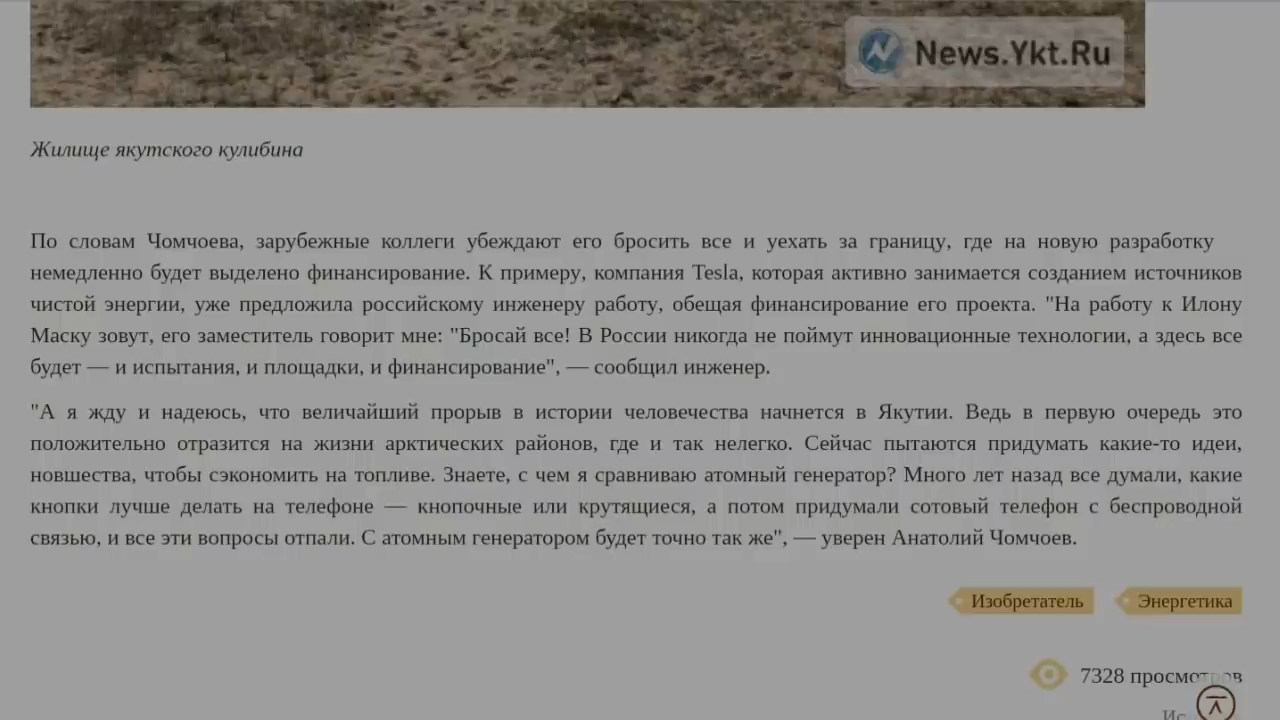 News.Ykt.Ru
Жилище якутского кулибина
По словам Чомчоева, зарубежные коллеги убеждают его бросить все и уехать за границу, где на новую разработку
немедленно будет выделено финансирование. К примеру, компания Tesla, которая активно занимается созданием источников
чистой энергии, уже предложила российскому инженеру работу, обещая финансирование его проекта. "На работу к Илону
Маску зовут, его заместитель говорит мне: "Бросай все! В России никогда не поймут инновационные технологии, а здесь все
будет — и испытания, и площадки, и финансирование", — сообщил инженер.
"А я жду и надеюсь, что величайший прорыв в истории человечества начнется в Якутии. Ведь в первую очередь это
положительно отразится на жизни арктических районов, где и так нелегко. Сейчас пытаются придумать какие-то идеи,
новшества, чтобы сэкономить на топливе. Знаете, с чем я сравниваю атомный генератор? Много лет назад все думали, какие
кнопки лучше делать на телефоне — кнопочные или крутящиеся, а потом придумали сотовый телефон с беспроводной
связью, и все эти вопросы отпали. С атомным генератором будет точно так же", — уверен Анатолий Чомчоев.
Изобретатель Энергетика
7328 просмотров